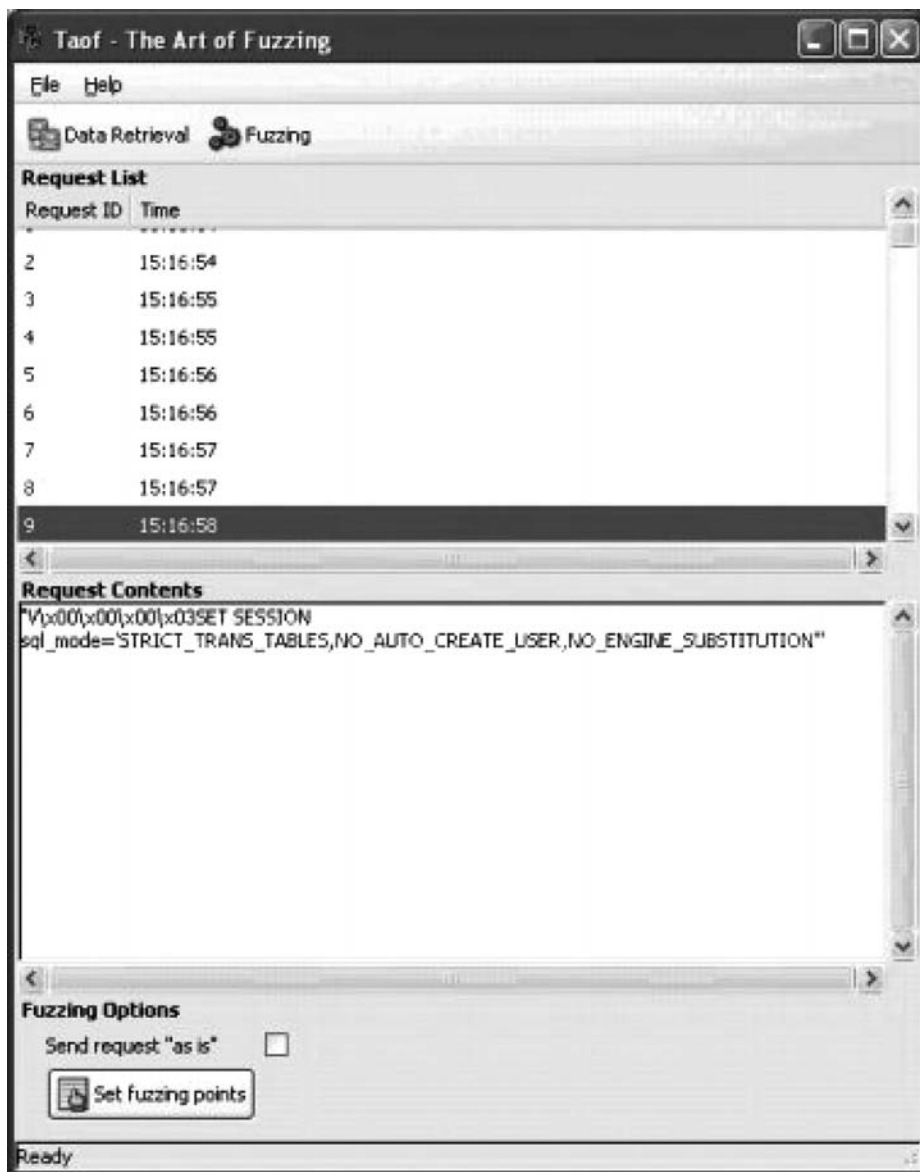 Taof - The Art of Fuzzing
File Help
Data Retrieval Fuzzing
Request List
Request ID Time
2 15:16:54
3 15:16:55
4 15:16:55
5 15:16:56
6 15:16:56
7 15:16:57
8 15:16:57
9 15:16:58
Request Contents
"V\x00\x00\x00\x03SET SESSION
sql_mode='STRICT_TRANS_TABLES,NO_AUTO_CREATE_USER,NO_ENGINE_SUBSTITUTION'"
Fuzzing Options
Send request "as is"
Set fuzzing points
Ready